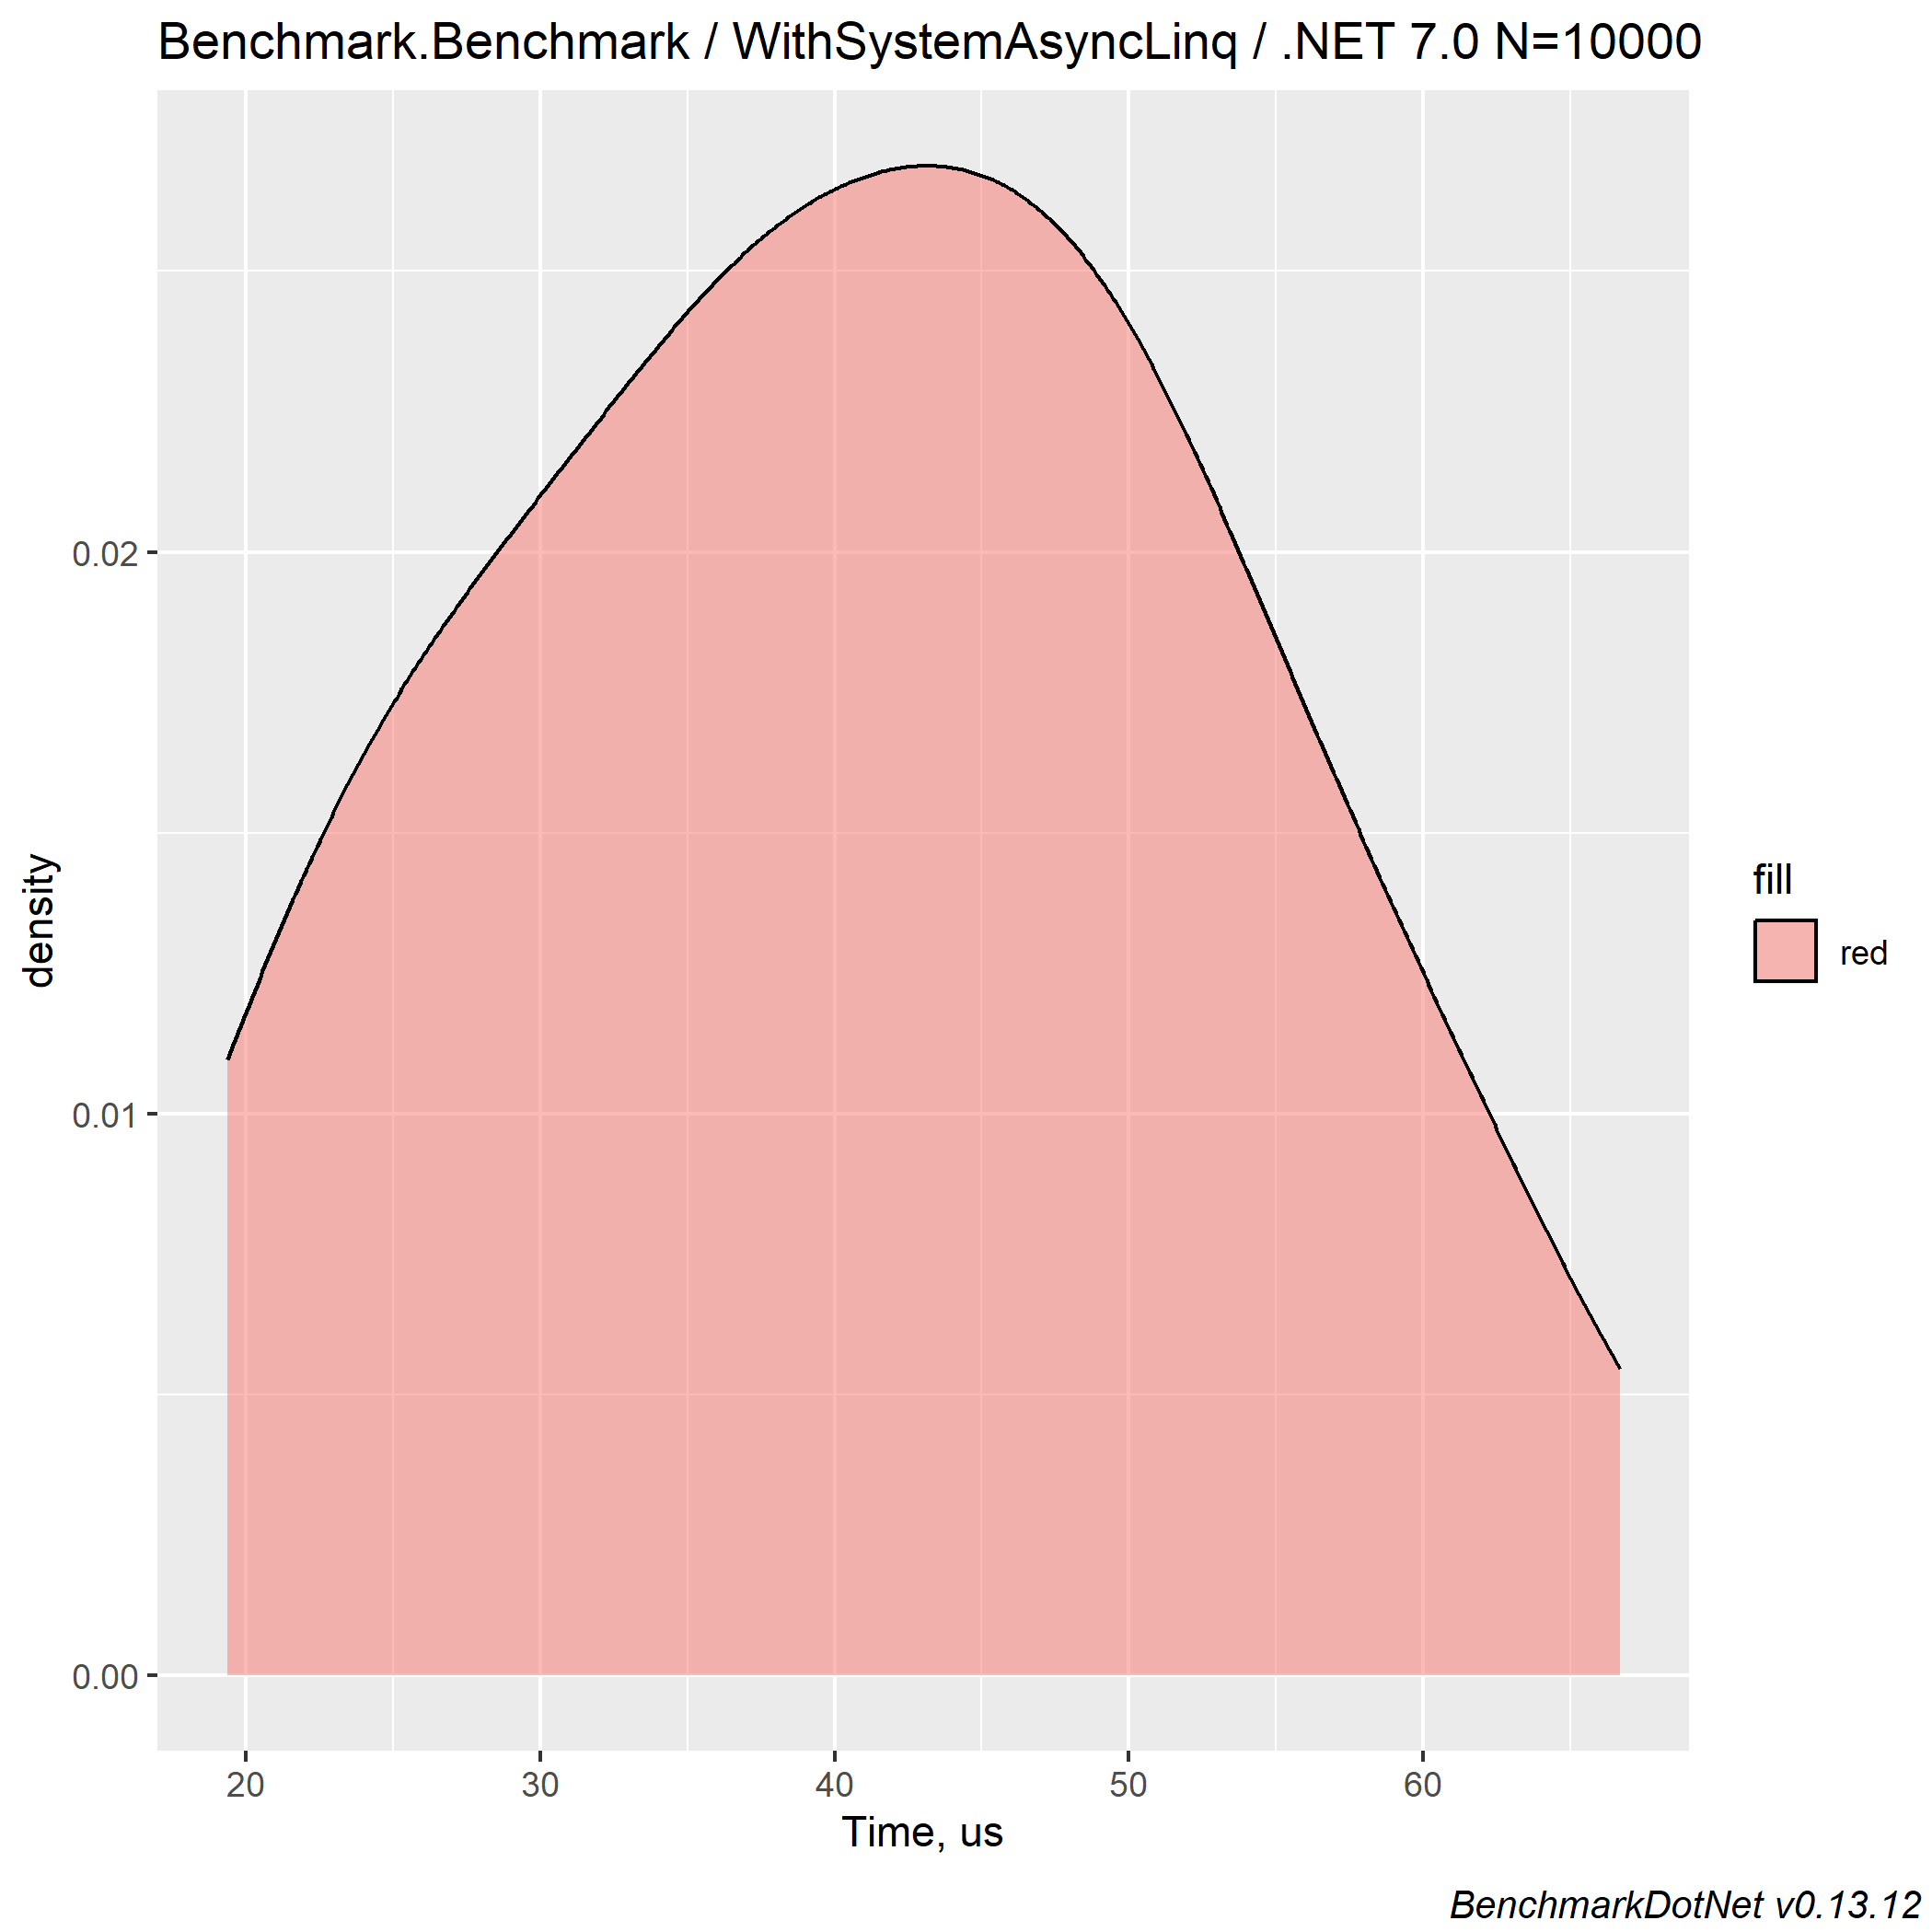 Benchmark.Benchmark / WithSystemAsyncLinq / .NET 7.0 N=10000
density
0.02
0.01
0.00
20 30 40 50 60
Time, us
fill
red
BenchmarkDotNet v0.13.12